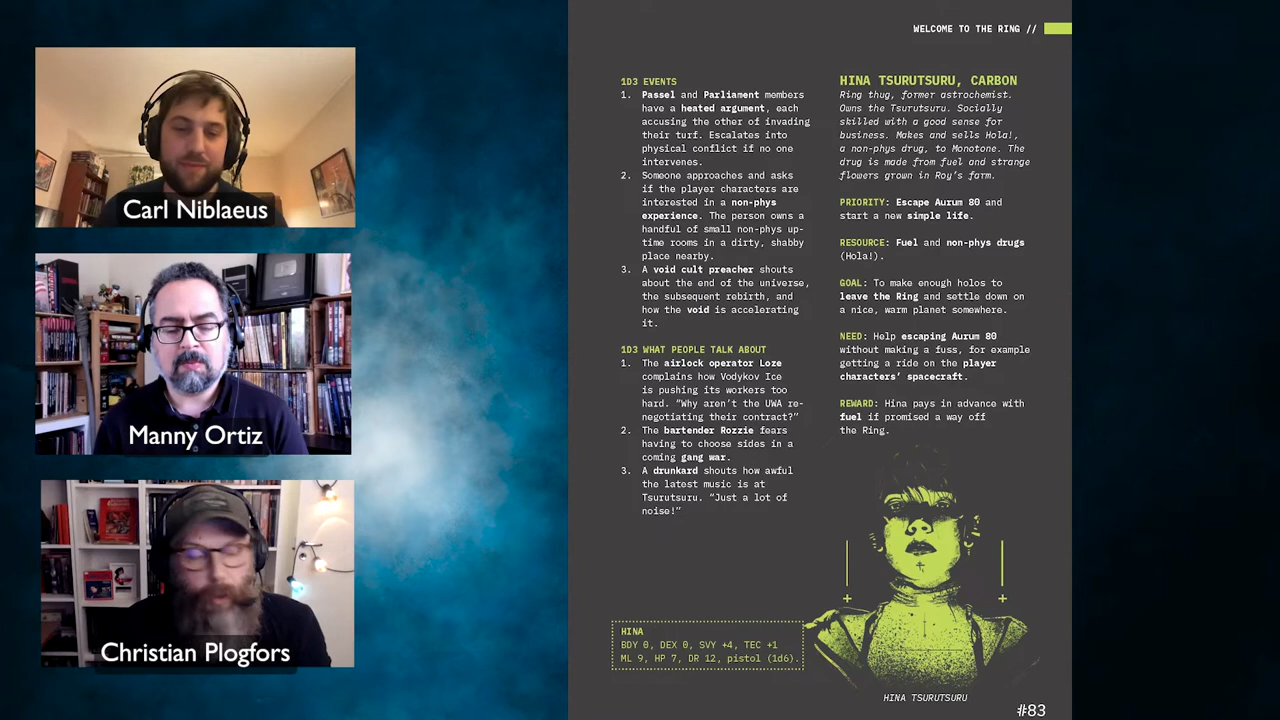 Carl Niblaeus
Manny Ortiz
Christian Plogfors
WELCOME TO THE RING //
1D3 EVENTS
1. Passel and Parliament members
have a heated argument, each
accusing the other of invading
their turf. Escalates into
physical conflict if no one
intervenes.
2. Someone approaches and asks
if the player characters are
interested in a non-phys
experience. The person owns a
handful of small non-phys up-
time rooms in a dirty, shabby
place nearby.
3. A void cult preacher shouts
about the end of the universe,
the subsequent rebirth, and
how the void is accelerating
it.
1D3 WHAT PEOPLE TALK ABOUT
1. The airlock operator Loze
complains how Vodykov Ice
is pushing its workers too
hard. "Why aren't the UWA re-
negotiating their contract?"
2. The bartender Rozzie fears
having to choose sides in a
coming gang war.
3. A drunkard shouts how awful
the latest music is at
Tsurutsuru. "Just a lot of
noise!"
HINA TSURUTSURU, CARBON
Ring thug, former astrochemist.
Owns the Tsurutsuru. Socially
skilled with a good sense for
business. Makes and sells Hola!,
a non-phys drug, to Monotone. The
drug is made from fuel and strange
flowers grown in Roy's farm.
PRIORITY: Escape Aurum 80 and
start a new simple life.
RESOURCE: Fuel and non-phys drugs
(Hola!).
GOAL: To make enough holos to
leave the Ring and settle down on
a nice, warm planet somewhere.
NEED: Help escaping Aurum 80
without making a fuss, for example
getting a ride on the player
characters' spacecraft.
REWARD: Hina pays in advance with
fuel if promised a way off
the Ring.
HINA
BDY 0, DEX 0, SVY +4, TEC +1
ML 9, HP 7, DR 12, pistol (1d6).
HINA TSURUTSURU
#83